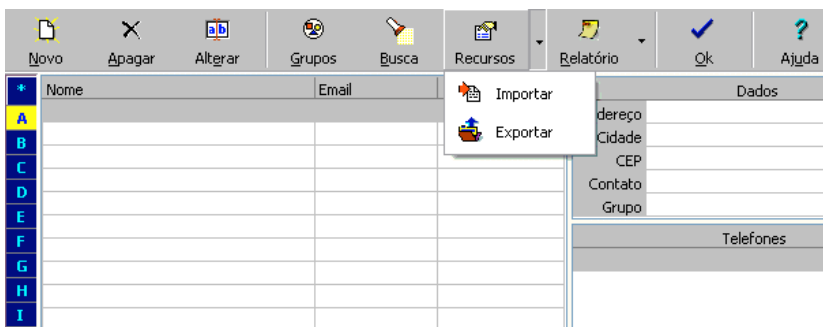 Novo Apagar Alterar Grupos Busca Recursos Relatório Ok Ajuda
* Nome Email Dados
Importar
Exportar
A
B
C
D
E
F
G
H
I
dereço
Cidade
CEP
Contato
Grupo
Telefones